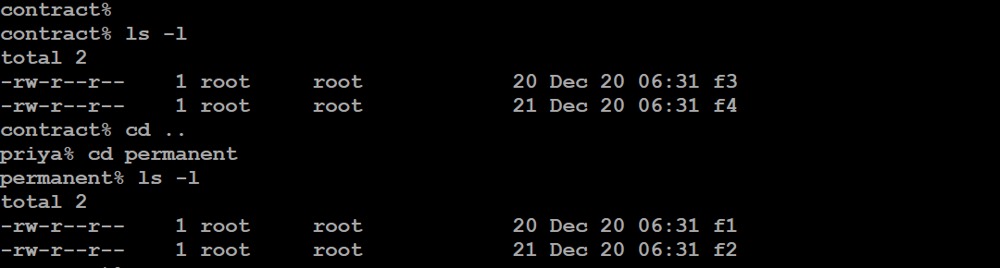 contract%
contract% ls -l
total 2
-rw-r--r-- 1 root root 20 Dec 20 06:31 f3
-rw-r--r-- 1 root root 21 Dec 20 06:31 f4
contract% cd ..
priya% cd permanent
permanent% ls -l
total 2
-rw-r--r-- 1 root root 20 Dec 20 06:31 f1
-rw-r--r-- 1 root root 21 Dec 20 06:31 f2